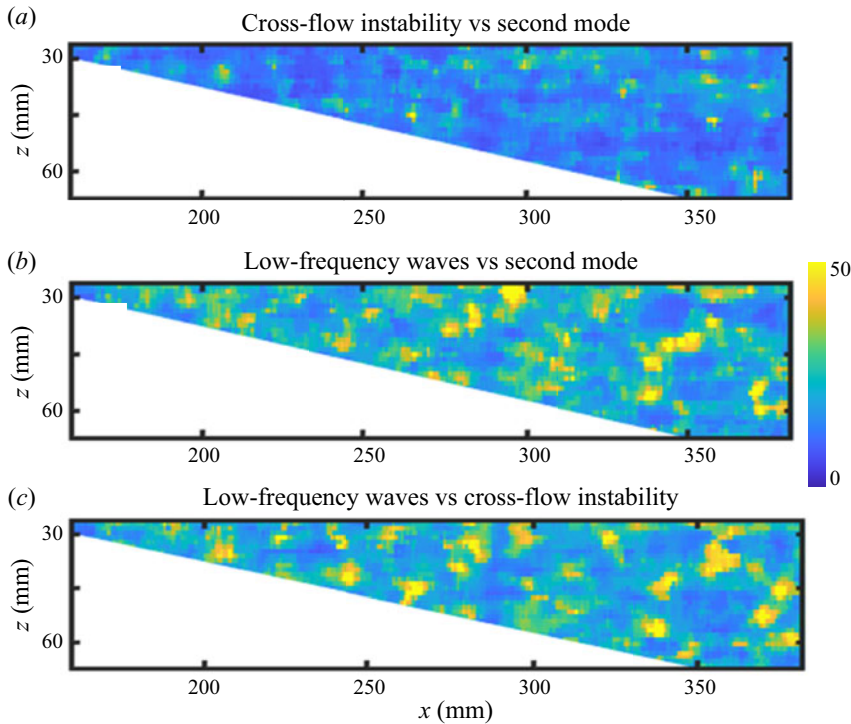 (a) Cross-flow instability vs second mode
30
z (mm)
60
200 250 300 350
(b) Low-frequency waves vs second mode
30
z (mm)
60
200 250 300 350
50
0
(c) Low-frequency waves vs cross-flow instability
30
z (mm)
60
200 250 300 350
x (mm)